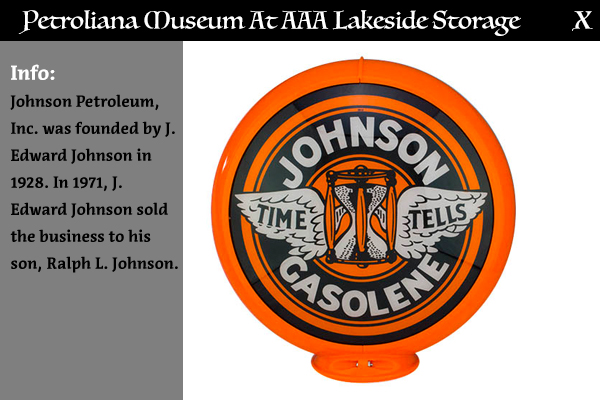 Petroliana Museum At AAA Lakeside Storage X
Info:
Johnson Petroleum,
Inc. was founded by J.
Edward Johnson in
1928. In 1971, J.
Edward Johnson sold
the business to his
son, Ralph L. Johnson.
JOHNSON
TIME TELLS
GASOLENE